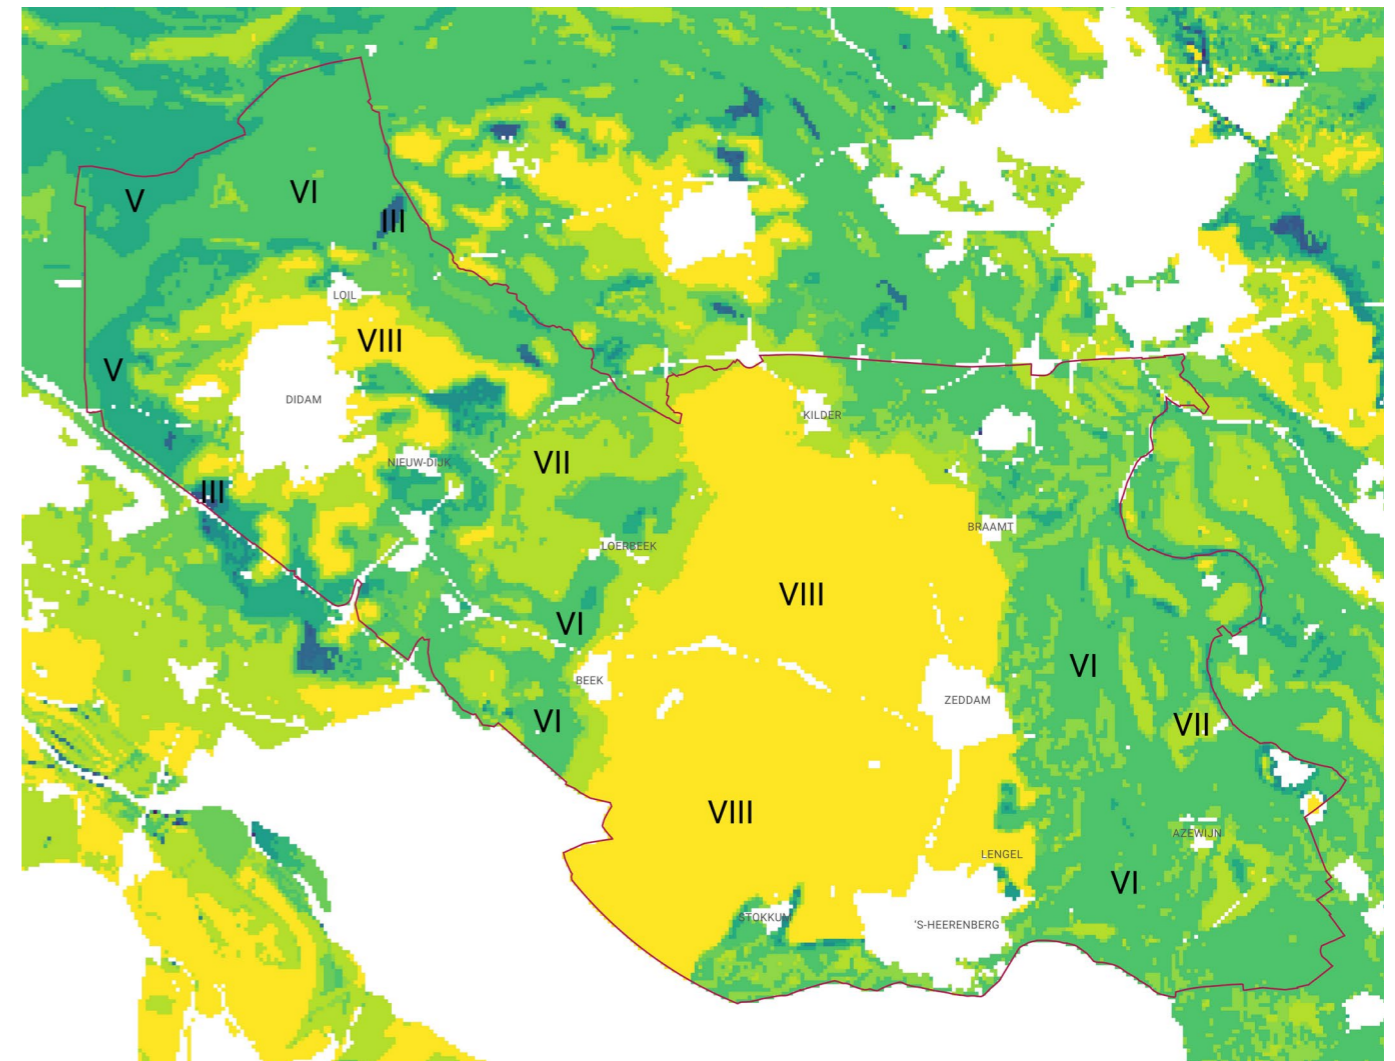 V
VI
III
LOIL
VIII
V
DIDAM
KILDER
NIEUW-DIJK
VII
III
BRAAMT
LOERBEEK
VIII
VI
VI
BEEK
ZEDDAM
VI
VII
VIII
AZEWIJN
LENGEL
VI
STOKKUM
'S-HEERENBERG